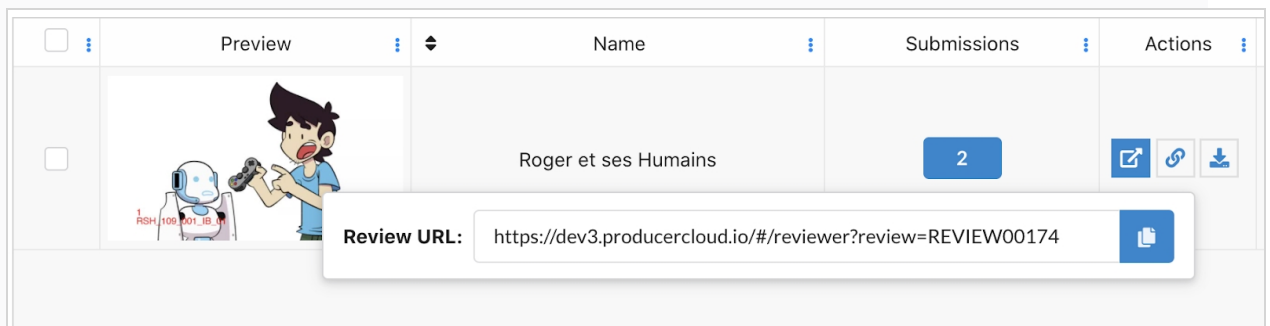 Preview Name Submissions Actions
Roger et ses Humains 2
1
RSH_109_001_IB_01
Review URL: https://dev3.producercloud.io/#/reviewer?review=REVIEW00174